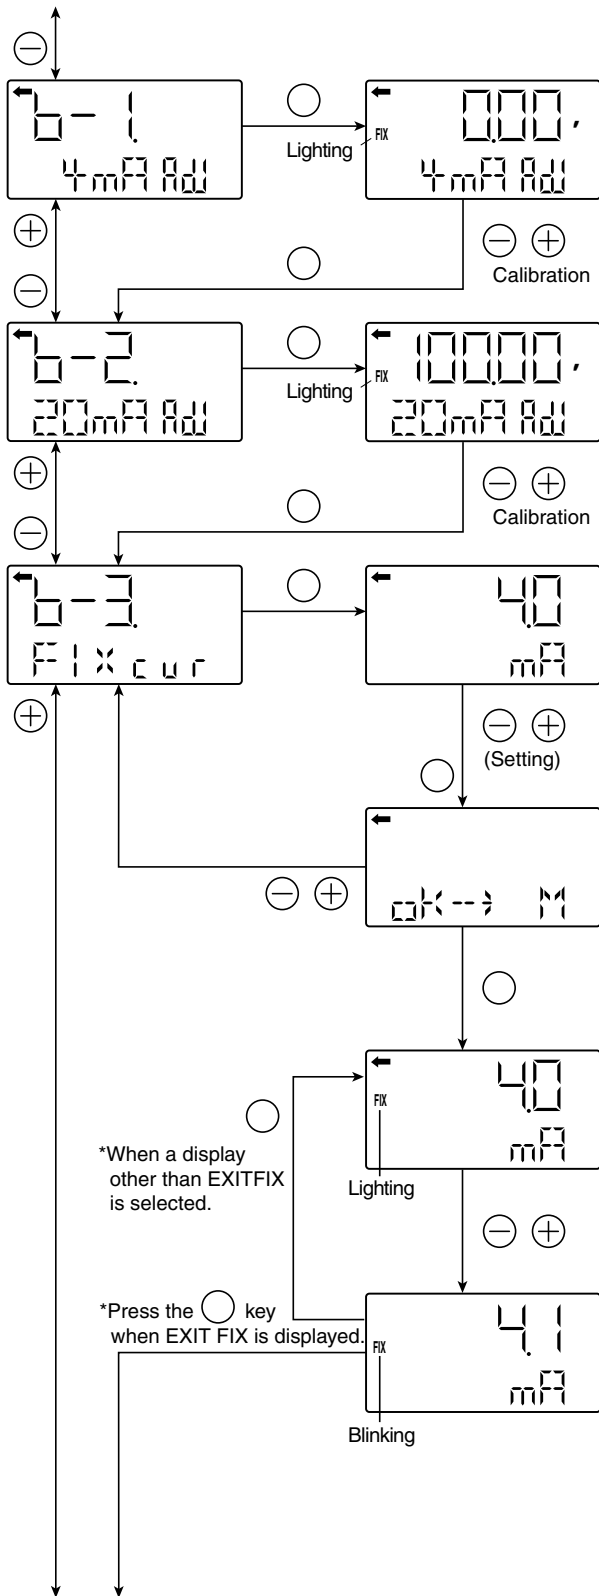 b-1.
4mA AdJ
Lighting
FIX
0.00,
4mA AdJ
Calibration
b-2.
20mA AdJ
Lighting
FIX
100.00,
20mA AdJ
Calibration
b-3.
FIX cur
4.0
mA
(Setting)
oK--> M
4.0
FIX
mA
Lighting
*When a display
other than EXITFIX
is selected.
*Press the key
when EXIT FIX is displayed.
4.1
FIX
mA
Blinking